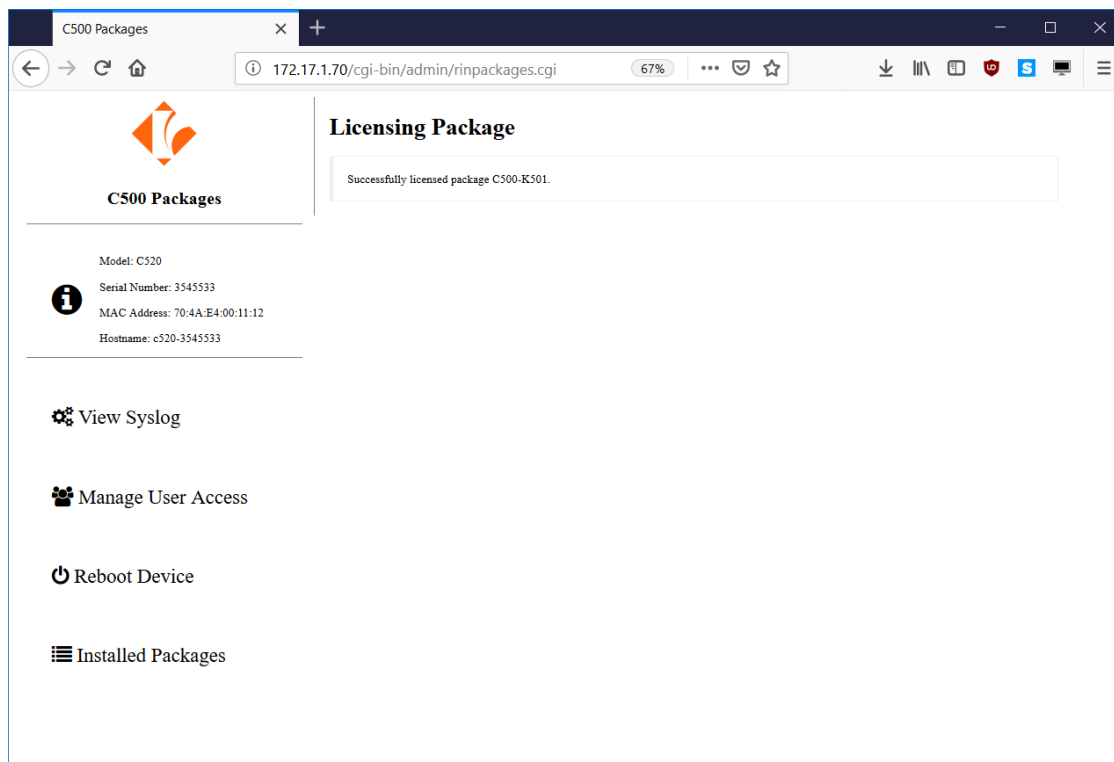 C500 Packages
172.17.1.70/cgi-bin/admin/rinpackages.cgi
67%
C500 Packages
Model: C520
Serial Number: 3545533
MAC Address: 70:4A:E4:00:11:12
Hostname: c520-3545533
View Syslog
Manage User Access
Reboot Device
Installed Packages
Licensing Package
Successfully licensed package C500-K501.